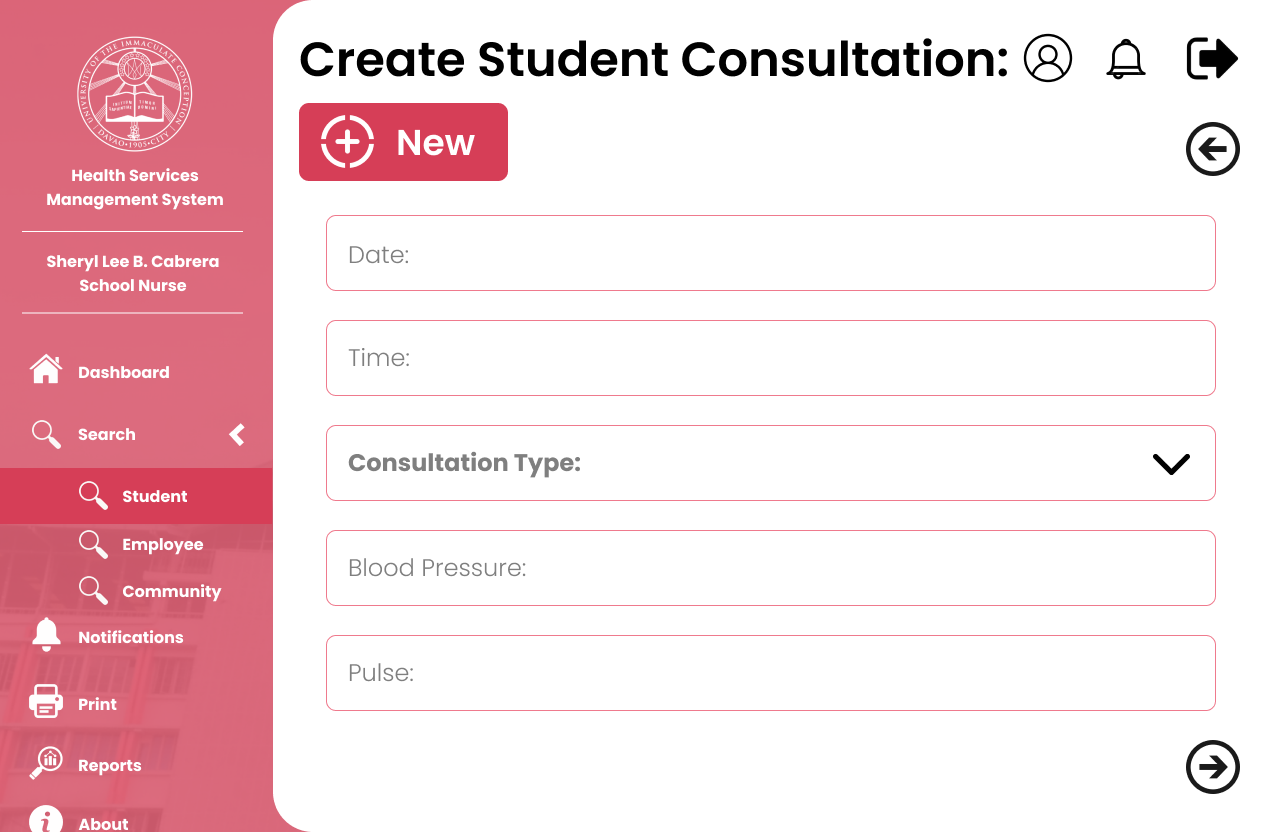 UNIVERSITY OF THE IMMACULATE CONCEPTION
DAVAO • 1905 • CITY
Health Services
Management System
Sheryl Lee B. Cabrera
School Nurse
Dashboard
Search
Student
Employee
Community
Notifications
Print
Reports
About
Create Student Consultation:
New
Date:
Time:
Consultation Type:
Blood Pressure:
Pulse: